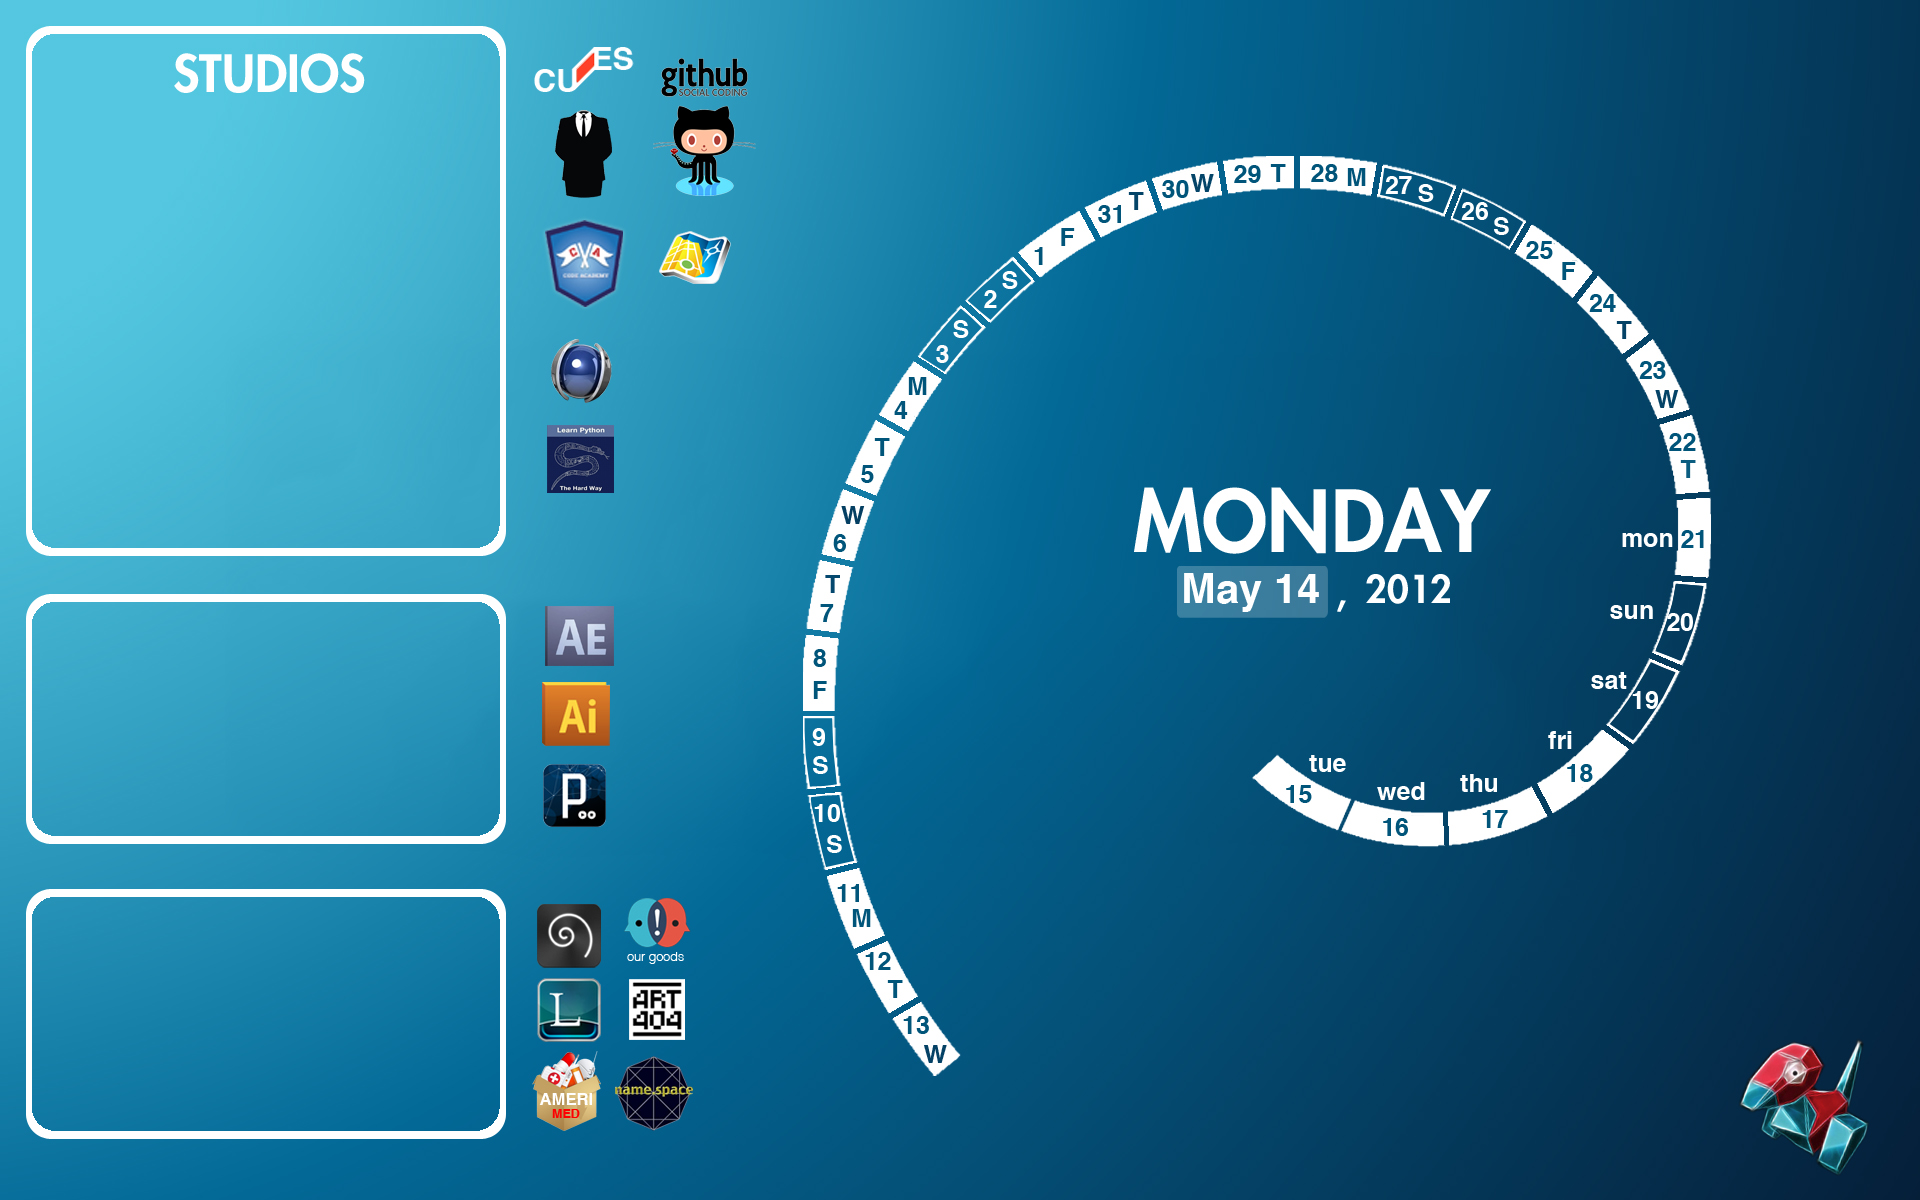 STUDIOS
CU ES
github
SOCIAL CODING
C A
CODE ACADEMY
Learn Python
The Hard Way
AE
Ai
P
our goods
L
ART
404
AMERI
MED
name.space
MONDAY
May 14 , 2012
tue 15
wed 16
thu 17
fri 18
sat 19
sun 20
mon 21
22 T
23 W
24 T
25 F
26 S
27 S
28 M
29 T
30 W
31 T
1 F
2 S
3 S
4 M
5 T
6 W
7 T
8 F
9 S
10 S
11 M
12 T
13 W